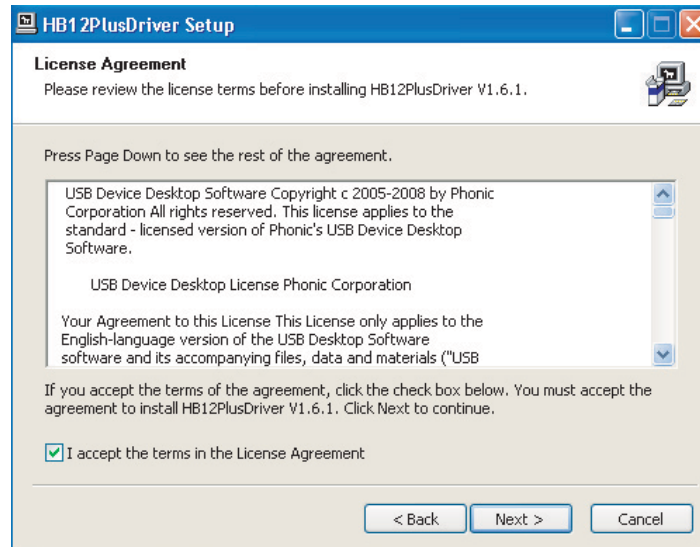 HB12PlusDriver Setup
License Agreement
Please review the license terms before installing HB12PlusDriver V1.6.1.
Press Page Down to see the rest of the agreement.
USB Device Desktop Software Copyright c 2005-2008 by Phonic
Corporation All rights reserved. This license applies to the
standard - licensed version of Phonic's USB Device Desktop
Software.
USB Device Desktop License Phonic Corporation
Your Agreement to this License This License only applies to the
English-language version of the USB Desktop Software
software and its accompanying files, data and materials ("USB
If you accept the terms of the agreement, click the check box below. You must accept the
agreement to install HB12PlusDriver V1.6.1. Click Next to continue.
I accept the terms in the License Agreement
< Back Next > Cancel